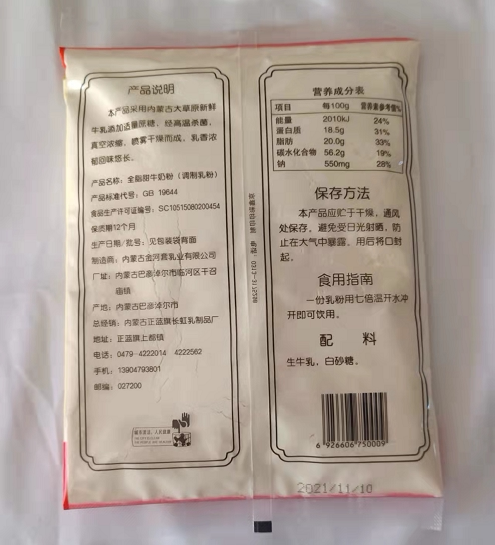 产品说明
本产品采用内蒙古大草原新鲜
牛乳添加适量蔗糖，经高温杀菌，
真空浓缩，喷雾干燥而成，乳香浓
郁回味悠长。
产品名称：全脂甜牛奶粉（调制乳粉）
产品标准代号：GB 19644
食品生产许可证编号：SC10515080200454
保质期12个月
生产日期/批号：见包装袋背面
制造商：内蒙古金河套乳业有限公司
厂址：内蒙古巴彦淖尔市临河区干召
庙镇
产地：内蒙古巴彦淖尔市
总经销：内蒙古正蓝旗长虹乳制品厂
地址：正蓝旗上都镇
电话：0479-4222014 4222562
手机：13904793801
邮编：027200
营养成分表
项目 每100g 营养素参考值%
能量 2010kJ 24%
蛋白质 18.5g 31%
脂肪 20.0g 33%
碳水化合物 56.2g 19%
钠 550mg 28%
保存方法
本产品应贮于干燥，通风
处保存，避免受日光射晒，防
止在大气中暴露，用后将口封
起。
食用指南
一份乳粉用七倍温开水冲
开即可饮用。
配 料
生牛乳，白砂糖。
6 926606 750009
2021/11/10